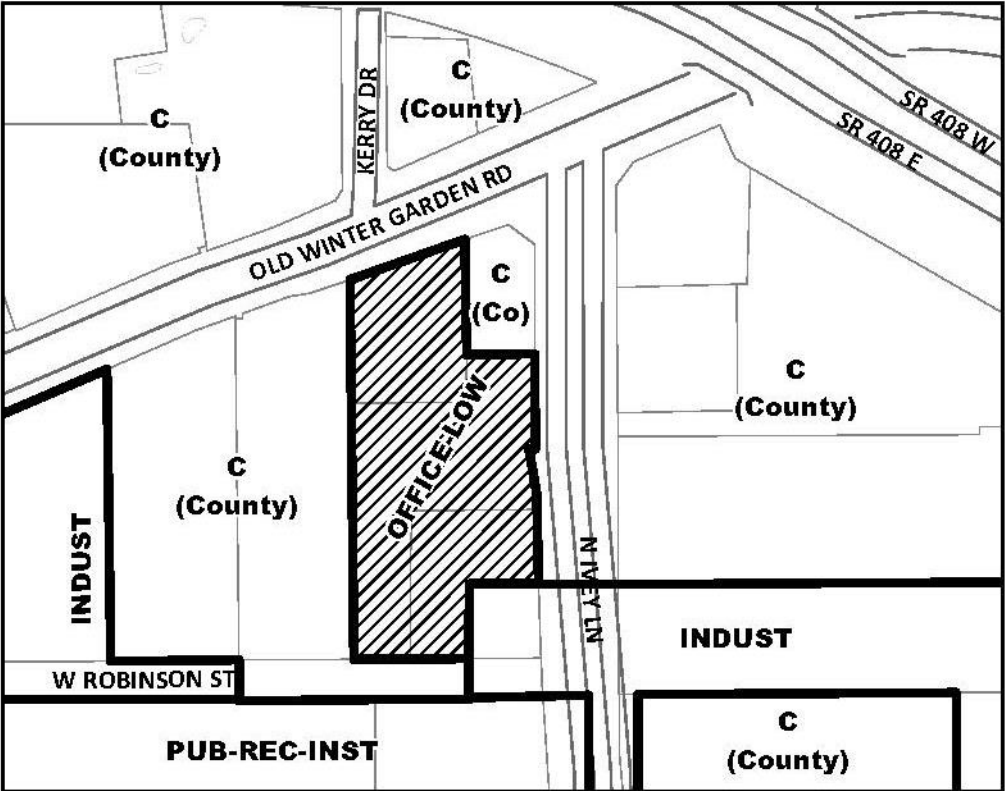 C
(County)
KERRY DR
C
(County)
SR 408 W
SR 408 E
OLD WINTER GARDEN RD
C
(Co)
C
(County)
OFFICE-LOW
C
(County)
INDUST
N IVEY LN
INDUST
W ROBINSON ST
PUB-REC-INST
C
(County)